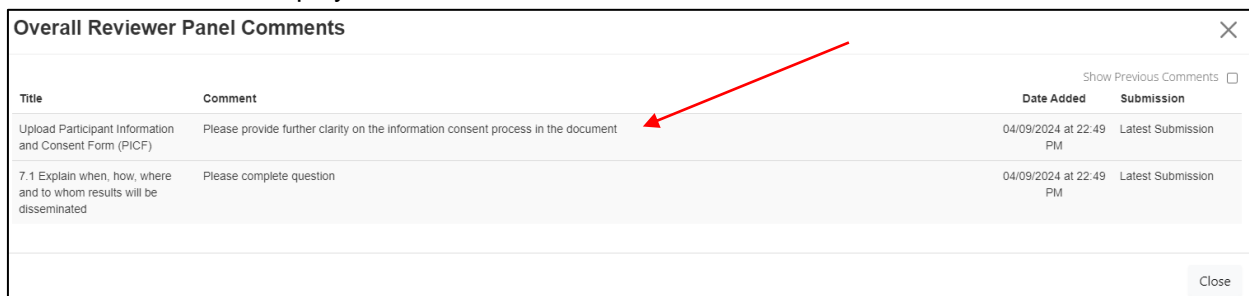 Overall Reviewer Panel Comments
Show Previous Comments
Title Comment Date Added Submission
Upload Participant Information Please provide further clarity on the information consent process in the document 04/09/2024 at 22:49 Latest Submission
and Consent Form (PICF) PM
7.1 Explain when, how, where Please complete question 04/09/2024 at 22:49 Latest Submission
and to whom results will be PM
disseminated
Close